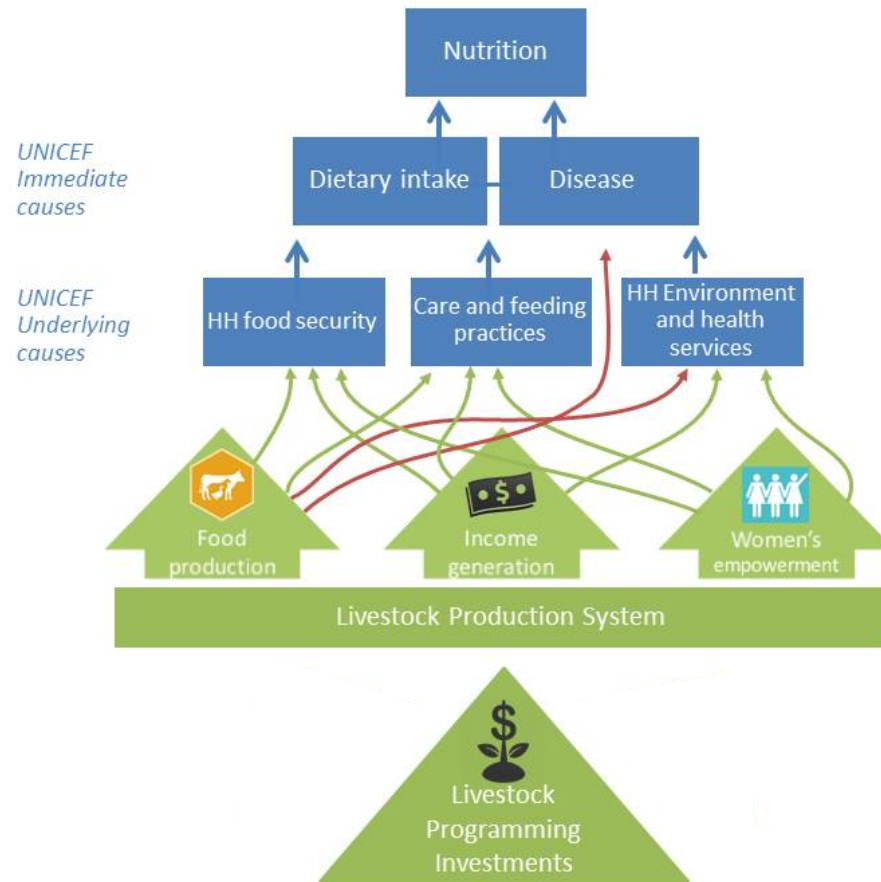 Nutrition
UNICEF
Immediate
causes
Dietary intake
Disease
UNICEF
Underlying
causes
HH food security
Care and feeding
practices
HH Environment
and health
services
$
Food
production
Income
generation
Women's
empowerment
Livestock Production System
$
Livestock
Programming
Investments